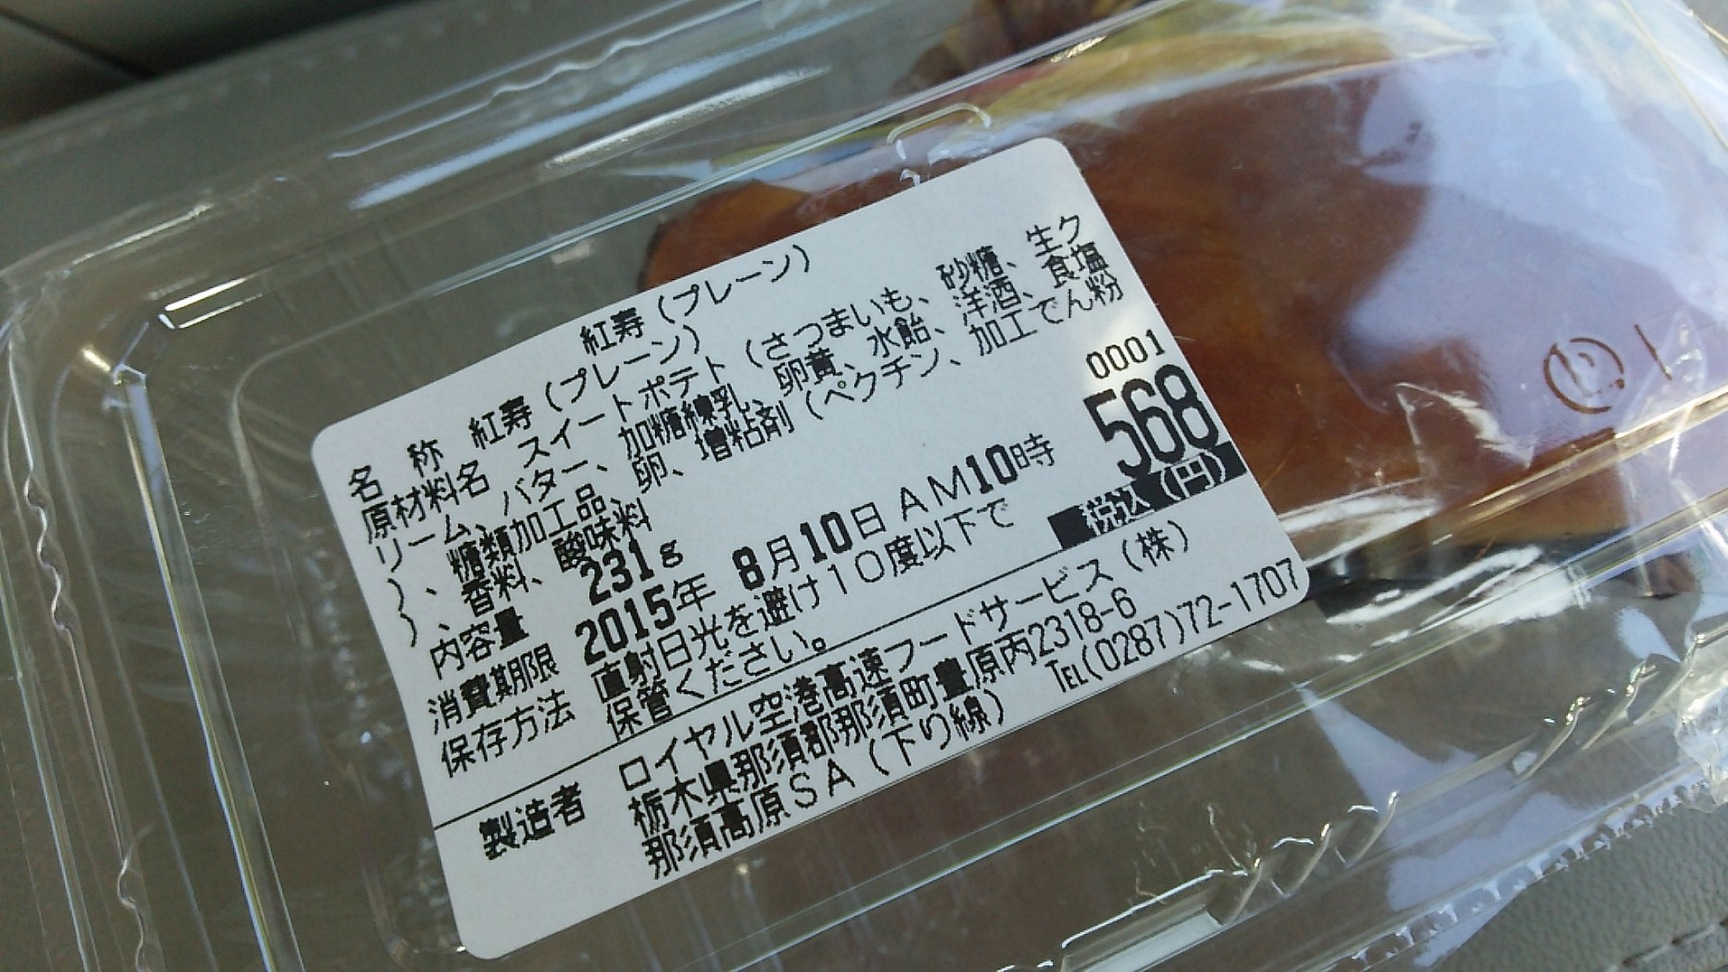 紅寿(プレーン)
名 称 紅寿(プレーン)
原材料名 スイートポテト(さつまいも、砂糖、生ク
リーム、バター、加糖練乳、卵黄、水飴、洋酒、食塩
)、糖類加工品、卵、増粘剤(ペクチン、加工でん粉
)、香料、酸味料
0001
内容量 231g
568
消費期限 2015年 8月10日 AM10時
税込(円)
保存方法 直射日光を避け10度以下で
保管ください。
製造者 ロイヤル空港高速フードサービス(株)
栃木県那須郡那須町豊原丙2318-6
那須高原SA(下り線) TEL(0287)72-1707